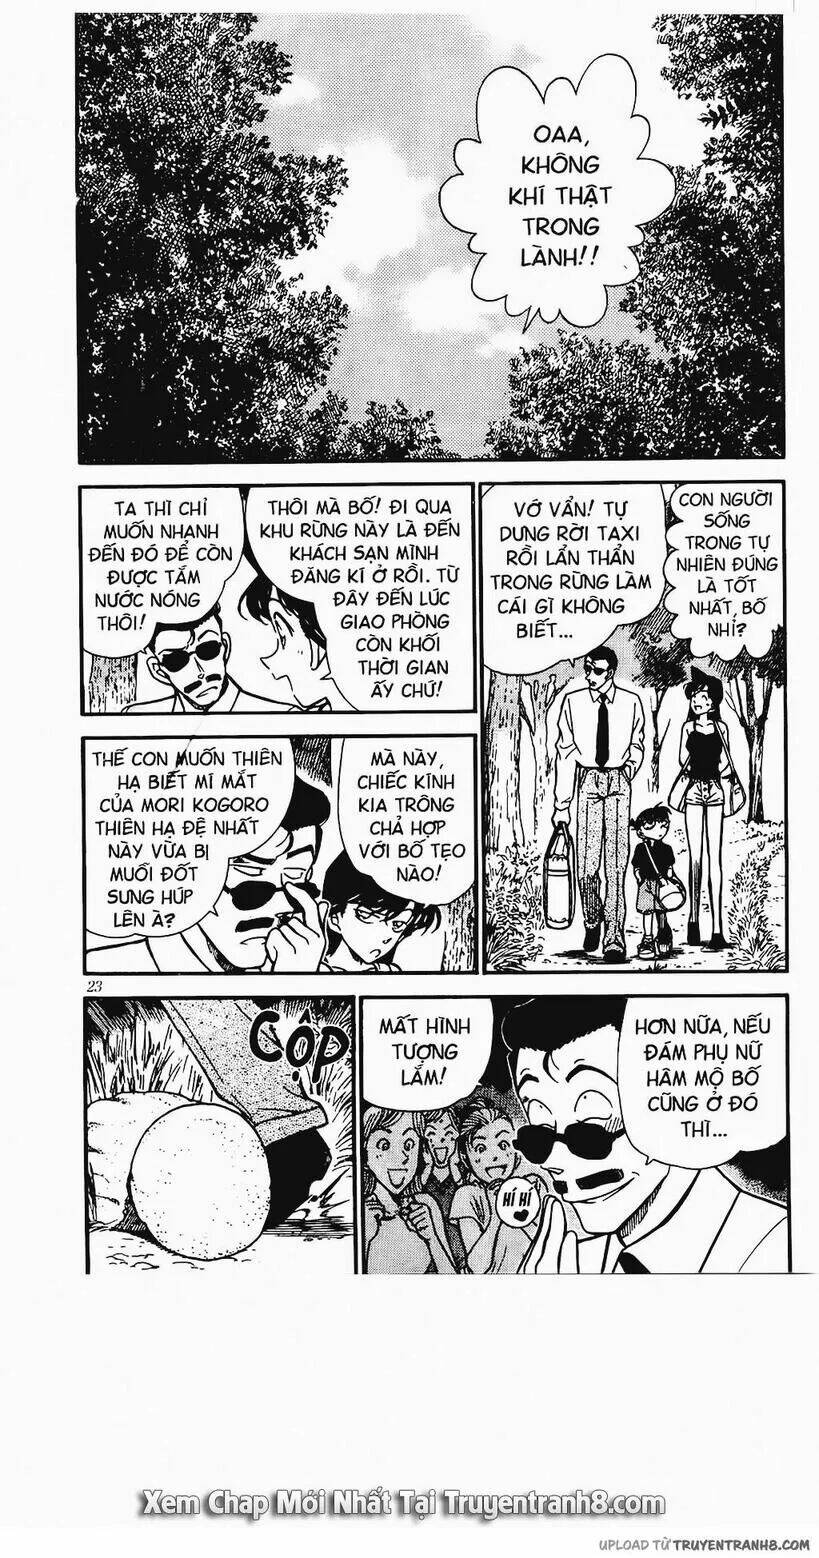 OAA,
KHÔNG
KHÍ THẬT
TRONG
LÀNH!!
CON NGƯỜI
SỐNG
TRONG TỰ
NHIÊN ĐÚNG
LÀ TỐT
NHẤT, BỐ
NHỈ?
VỚ VẨN! TỰ
DƯNG RỜI TAXI
RỒI LẨN THẨN
TRONG RỪNG LÀM
CÁI GÌ KHÔNG
BIẾT...
THÔI MÀ BỐ! ĐI QUA
KHU RỪNG NÀY LÀ ĐẾN
KHÁCH SẠN MÌNH
ĐĂNG KÍ Ở RỒI. TỪ
ĐÂY ĐẾN LÚC
GIAO PHÒNG
CÒN KHỐI
THỜI GIAN
ẤY CHỨ!
TA THÌ CHỈ
MUỐN NHANH
ĐẾN ĐÓ ĐỂ CÒN
ĐƯỢC TẮM
NƯỚC NÓNG
THÔI!
MÀ NÀY,
CHIẾC KÍNH
KIA TRÔNG
CHẢ HỢP
VỚI BỐ TẸO
NÀO!
THẾ CON MUỐN THIÊN
HẠ BIẾT MÍ MẮT
CỦA MORI KOGORO
THIÊN HẠ ĐỆ NHẤT
NÀY VỪA BỊ
MUỖI ĐỐT
SƯNG HÚP
LÊN À?
23
HƠN NỮA, NẾU
ĐÁM PHỤ NỮ
HÂM MỘ BỐ
CŨNG Ở ĐÓ
THÌ...
MẤT HÌNH
TƯỢNG
LẮM!
HÍ HÍ
CỘP
Xem Chap Mới Nhất Tại Truyentranh8.com
UPLOAD TỪ TRUYENTRANH8.COM